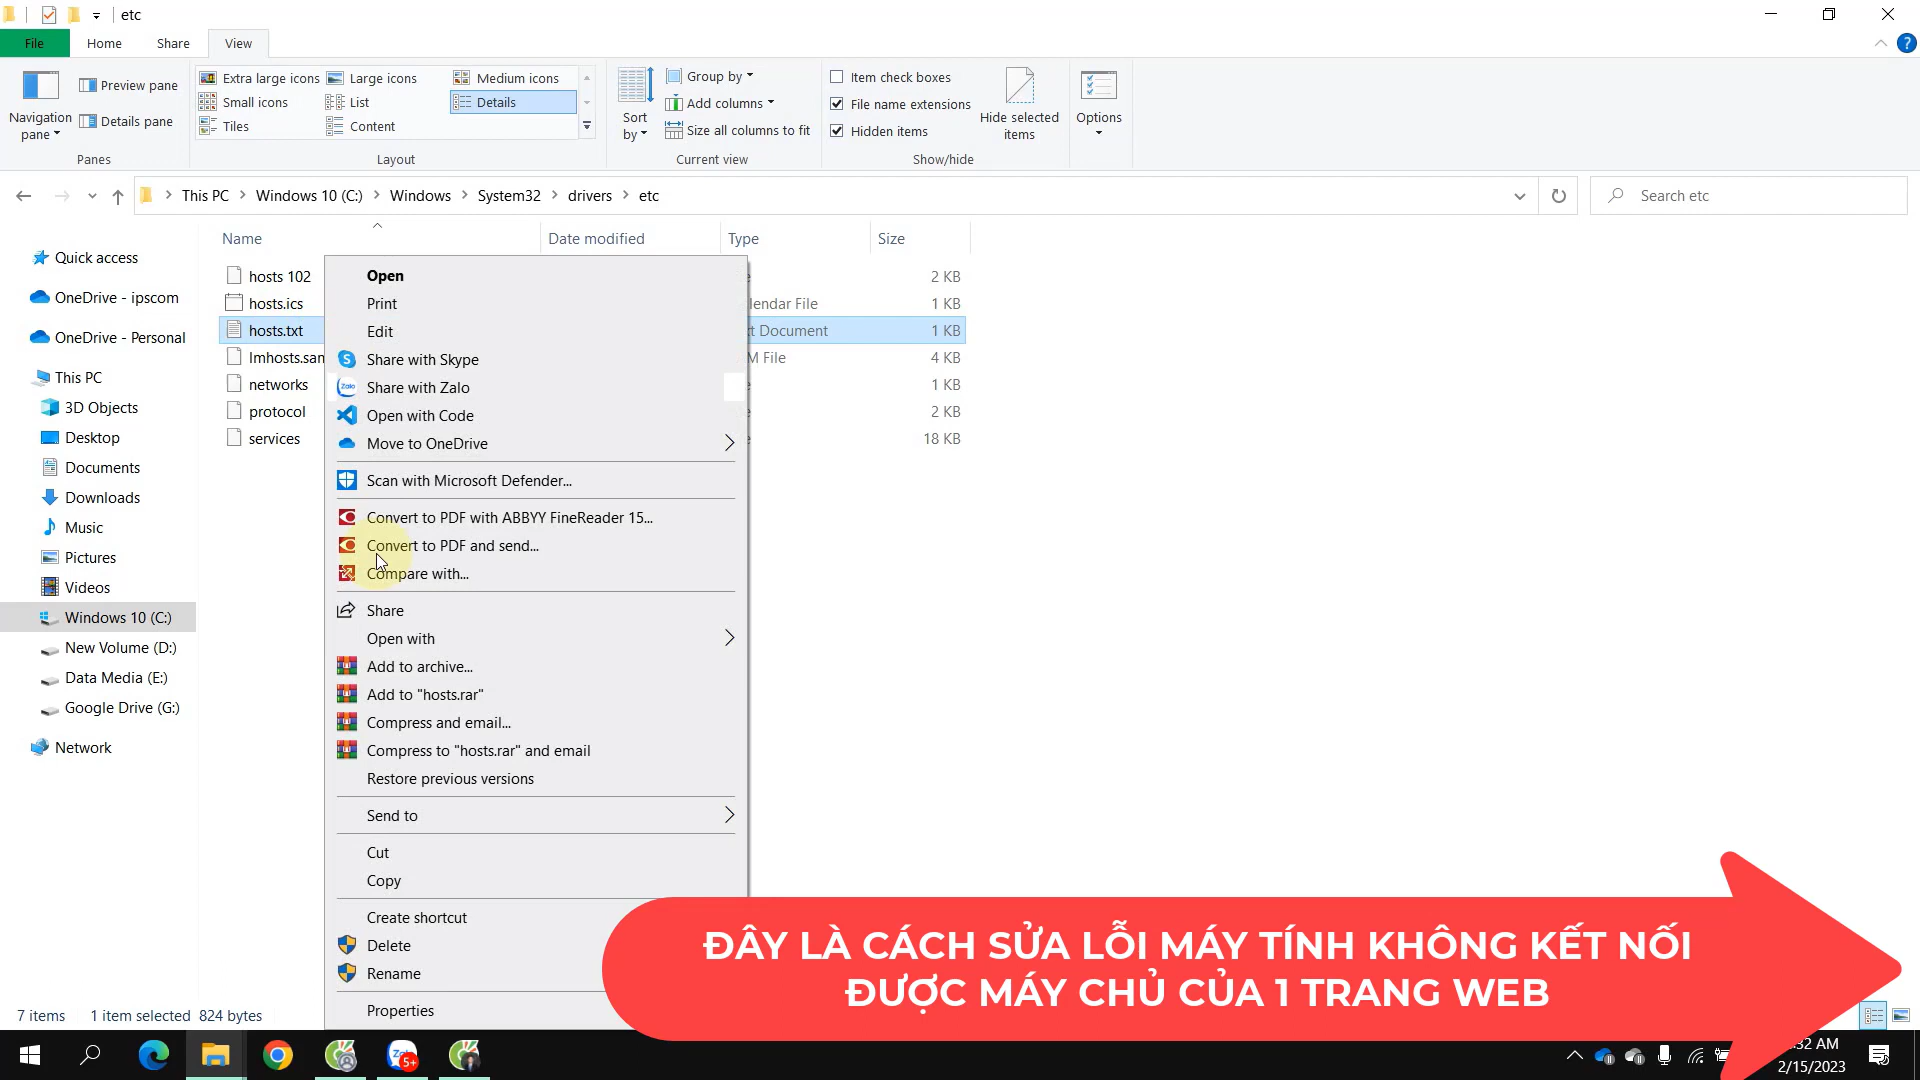 etc
File
Home
Share
View
Preview pane
Details pane
Navigation
pane
Panes
Extra large icons
Large icons
Medium icons
Small icons
List
Details
Tiles
Content
Layout
Sort
by
Group by
Add columns
Size all columns to fit
Current view
Item check boxes
File name extensions
Hidden items
Hide selected
items
Show/hide
Options
This PC
Windows 10 (C:)
Windows
System32
drivers
etc
Search etc
Name
Date modified
Type
Size
Quick access
OneDrive - ipscom
OneDrive - Personal
This PC
3D Objects
Desktop
Documents
Downloads
Music
Pictures
Videos
Windows 10 (C:)
New Volume (D:)
Data Media (E:)
Google Drive (G:)
Network
hosts 102
2 KB
hosts.ics
lendar File
1 KB
hosts.txt
t Document
1 KB
lmhosts.san
M File
4 KB
networks
1 KB
protocol
2 KB
services
18 KB
Open
Print
Edit
Share with Skype
Share with Zalo
Open with Code
Move to OneDrive
Scan with Microsoft Defender...
Convert to PDF with ABBYY FineReader 15...
Convert to PDF and send...
Compare with...
Share
Open with
Add to archive...
Add to "hosts.rar"
Compress and email...
Compress to "hosts.rar" and email
Restore previous versions
Send to
Cut
Copy
Create shortcut
Delete
Rename
Properties
ĐÂY LÀ CÁCH SỬA LỖI MÁY TÍNH KHÔNG KẾT NỐI
ĐƯỢC MÁY CHỦ CỦA 1 TRANG WEB
7 items
1 item selected
824 bytes
5+
:32 AM
2/15/2023